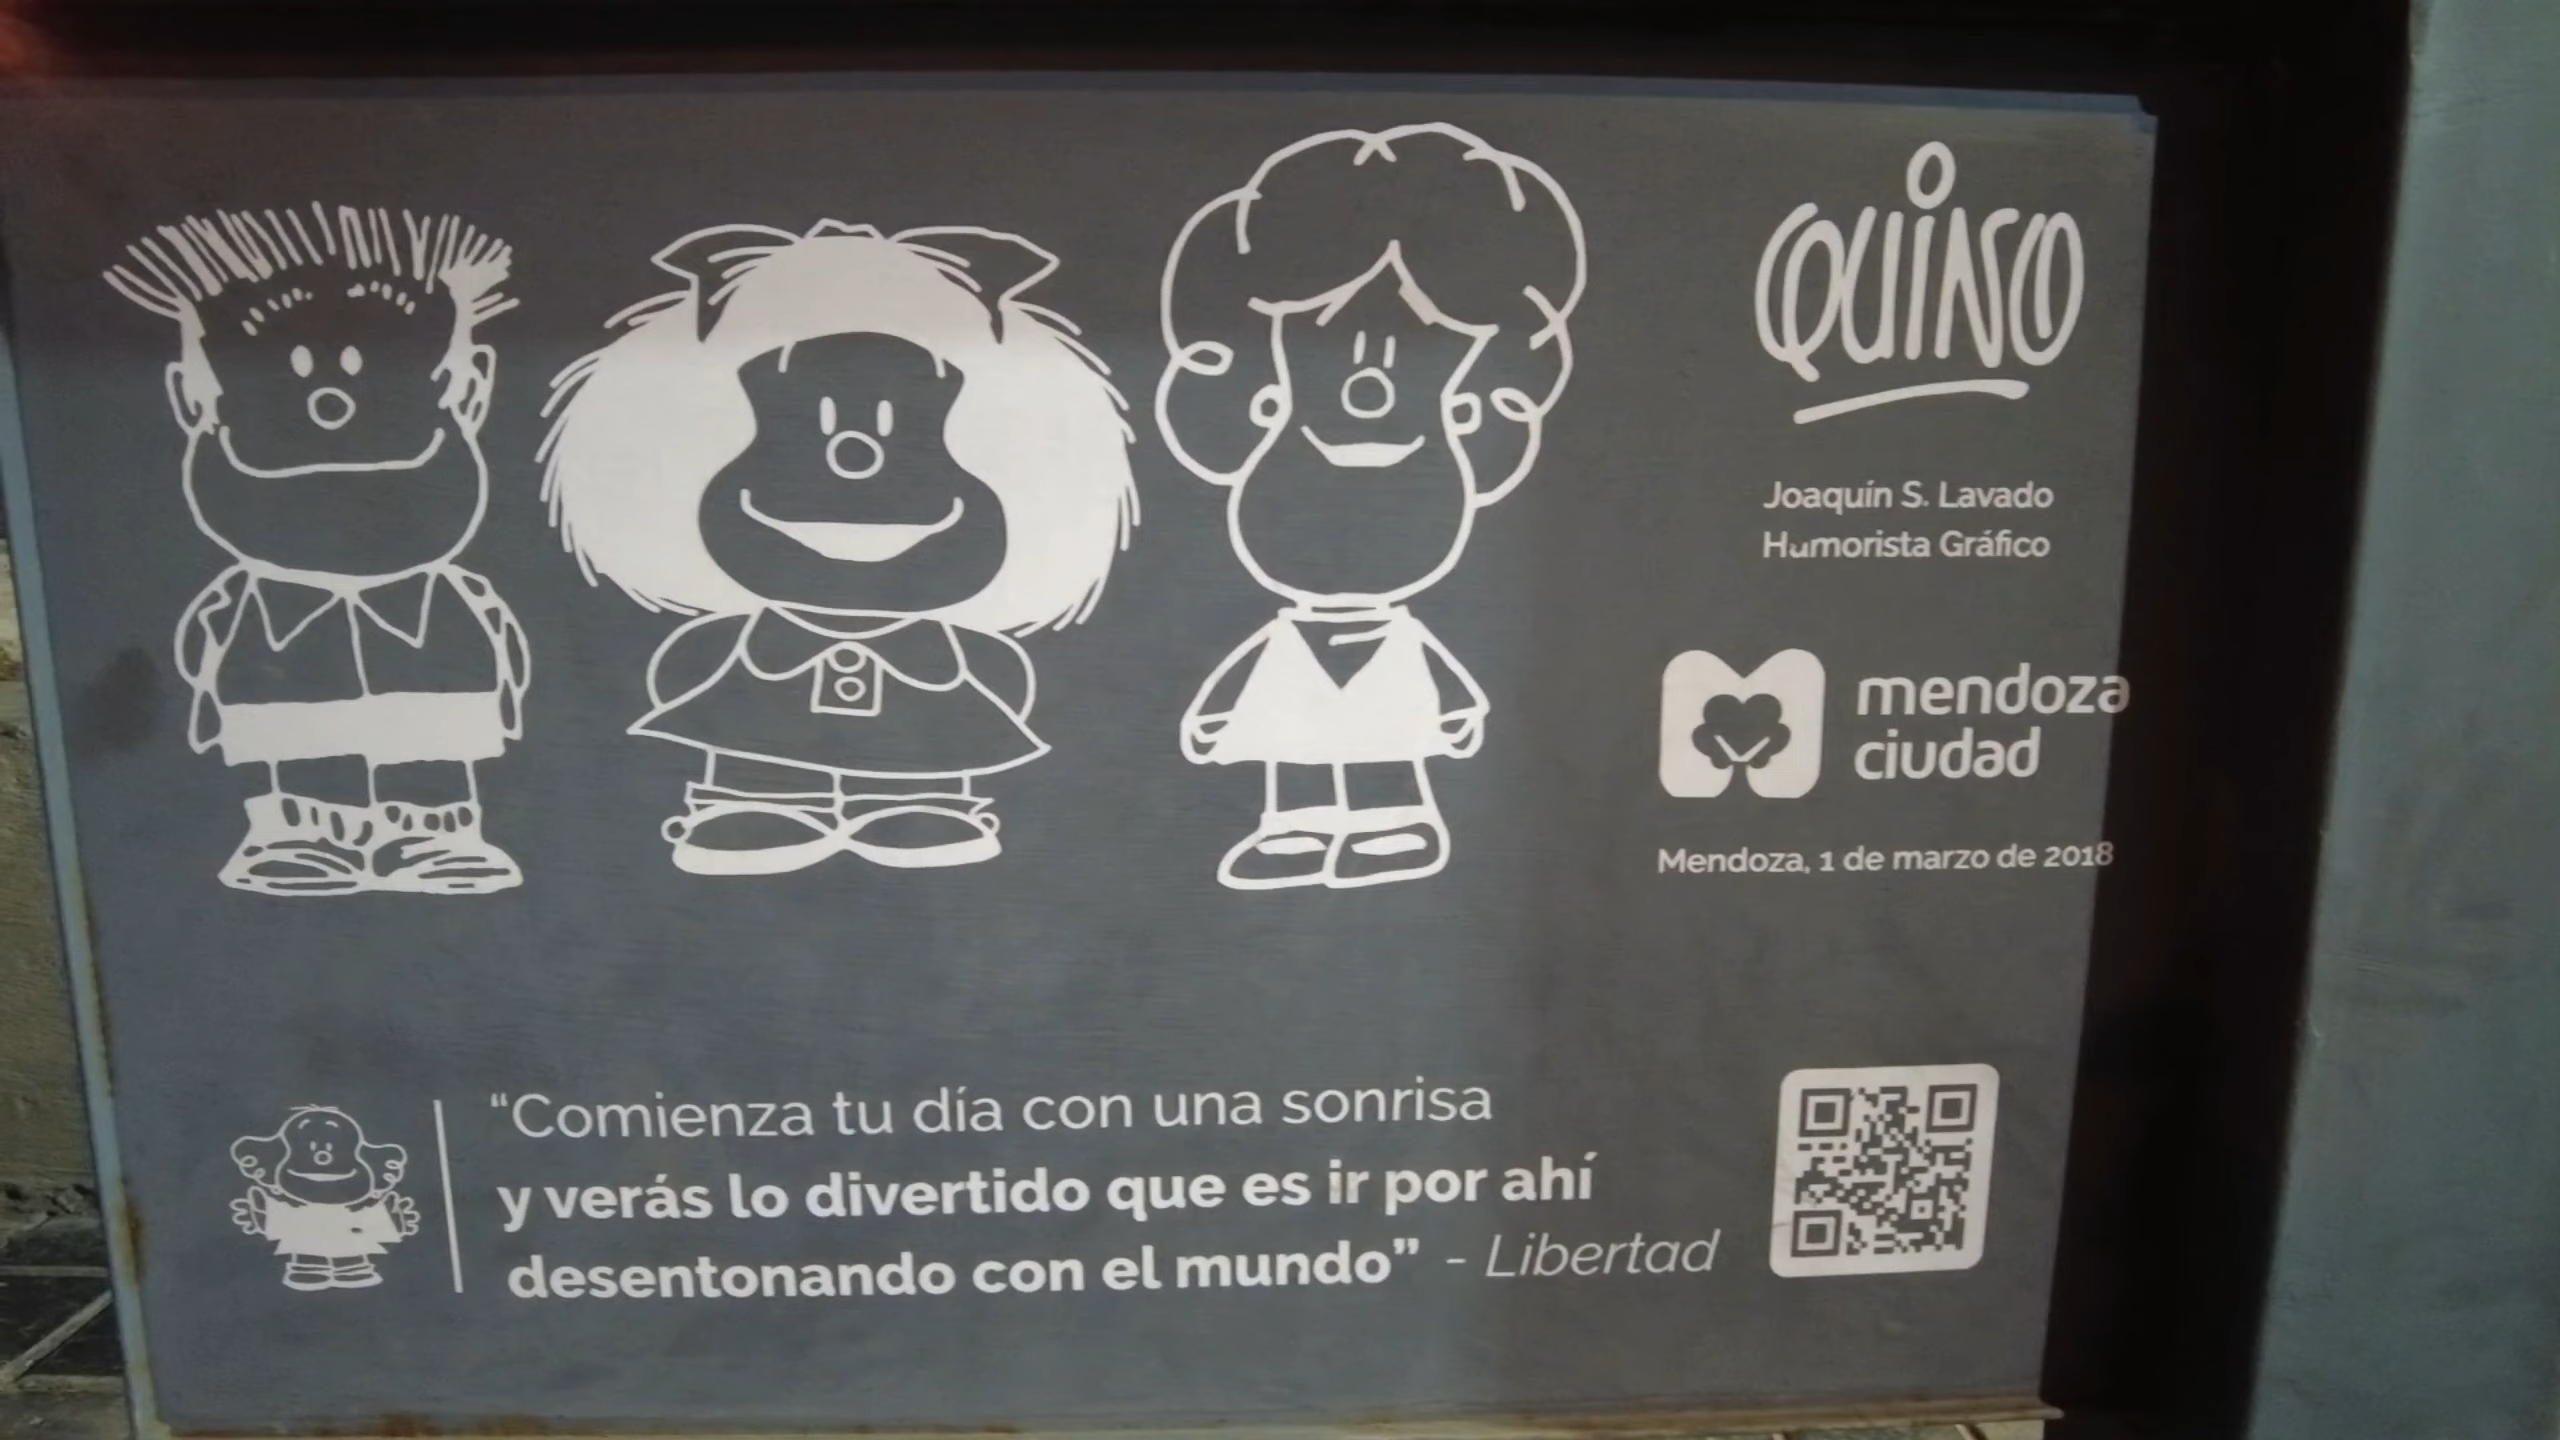 QUINO
Joaquín S. Lavado
Humorista Gráfico
mendoza
ciudad
Mendoza, 1 de marzo de 2018
“Comienza tu día con una sonrisa
y verás lo divertido que es ir por ahí
desentonando con el mundo” - Libertad